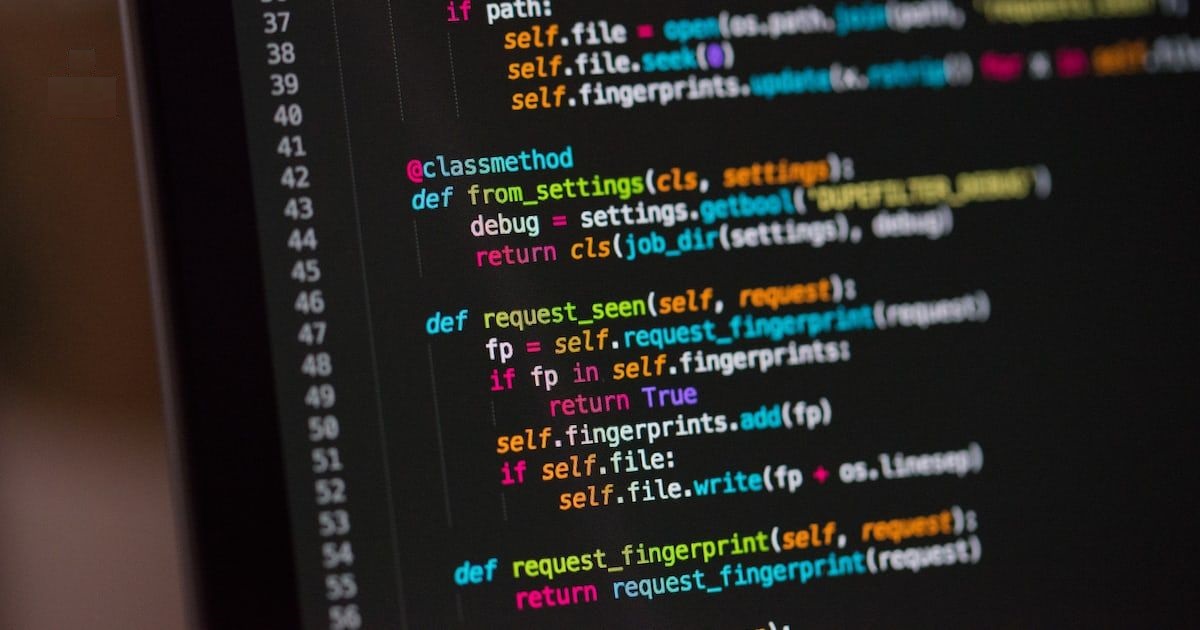 37 if path:
38 self.file = open(os.path.join(path,
39 self.file.seek(0)
40 self.fingerprints.update(x.rstrip() for x in self.file
41
42 @classmethod
43 def from_settings(cls, settings):
44 debug = settings.getbool('DUPEFILTER_DEBUG')
45 return cls(job_dir(settings), debug)
46
47 def request_seen(self, request):
48 fp = self.request_fingerprint(request)
49 if fp in self.fingerprints:
50 return True
51 self.fingerprints.add(fp)
52 if self.file:
53 self.file.write(fp + os.linesep)
54
55 def request_fingerprint(self, request):
56 return request_fingerprint(request)